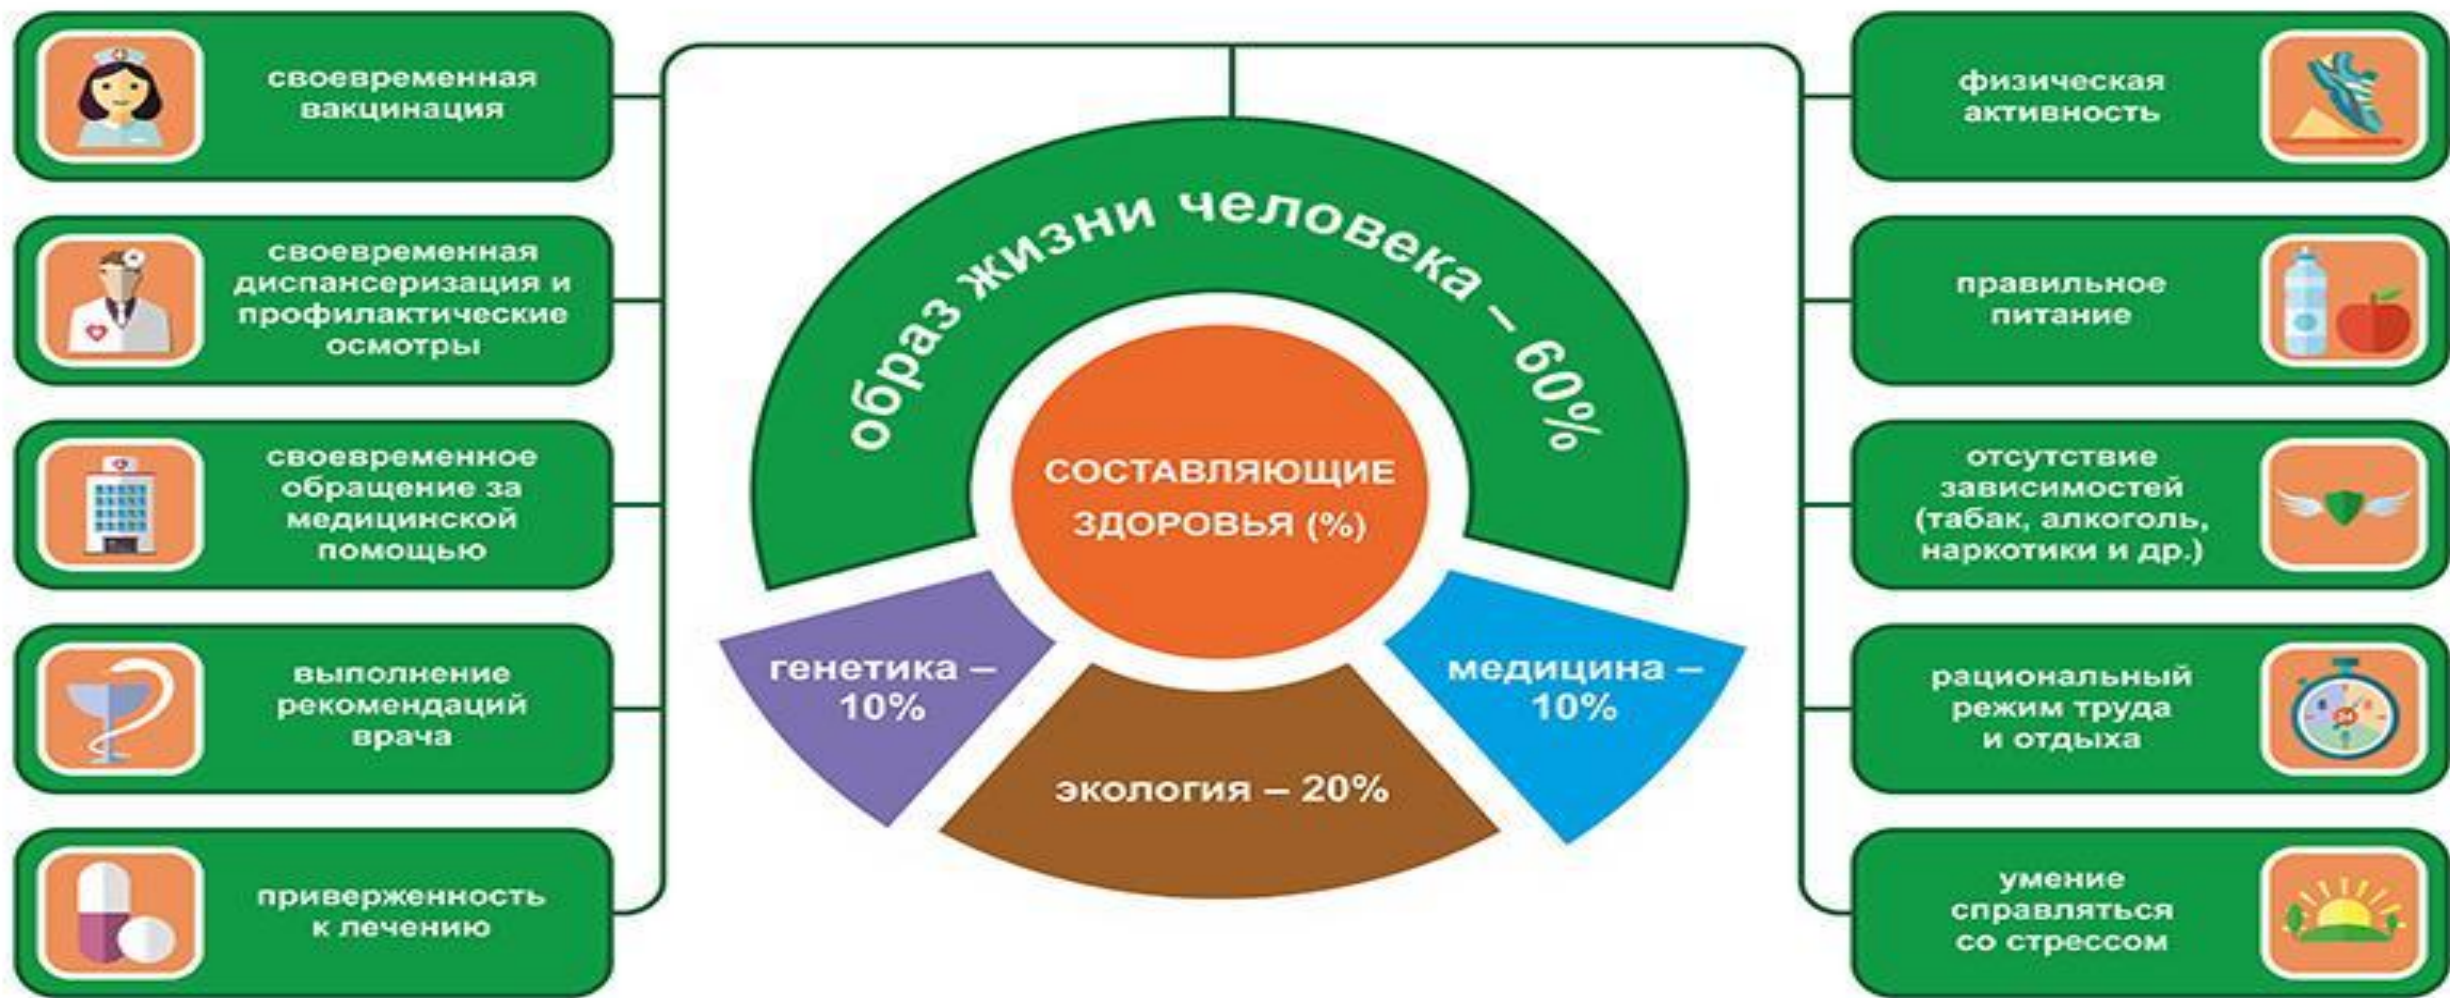 своевременная
вакцинация
своевременная
диспансеризация и
профилактические
осмотры
своевременное
обращение за
медицинской
помощью
выполнение
рекомендаций
врача
приверженность
к лечению
образ жизни человека – 60%
СОСТАВЛЯЮЩИЕ
ЗДОРОВЬЯ (%)
генетика –
10%
экология – 20%
медицина –
10%
физическая
активность
правильное
питание
отсутствие
зависимостей
(табак, алкоголь,
наркотики и др.)
рациональный
режим труда
и отдыха
умение
справляться
со стрессом